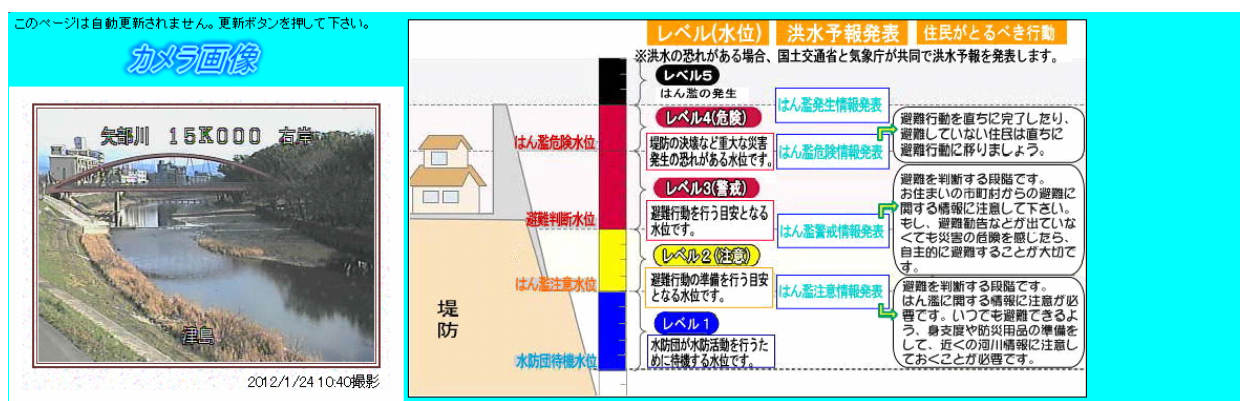 このページは自動更新されません。更新ボタンを押して下さい。
カメラ画像
矢部川 15K000 右岸
津島
2012/1/24 10:40撮影
レベル(水位)
洪水予報発表
住民がとるべき行動
※洪水の恐れがある場合、国土交通省と気象庁が共同で洪水予報を発表します。
レベル5
はん濫の発生
はん濫発生情報発表
レベル4(危険)
はん濫危険水位
堤防の決壊など重大な災害
発生の恐れがある水位です。
はん濫危険情報発表
避難行動を直ちに完了したり、
避難していない住民は直ちに
避難行動に移りましょう。
レベル3(警戒)
避難判断水位
避難行動を行う目安となる
水位です。
はん濫警戒情報発表
避難を判断する段階です。
お住まいの市町村からの避難に
関する情報に注意して下さい。
もし、避難勧告などが出ていな
くても災害の危険を感じたら、
自主的に避難することが大切で
す。
レベル2(注意)
はん濫注意水位
避難行動の準備を行う目安
となる水位です。
はん濫注意情報発表
避難を判断する段階です。
はん濫に関する情報に注意が必
要です。いつでも避難できるよ
う、身支度や防災用品の準備を
して、近くの河川情報に注意し
ておくことが必要です。
堤
防
レベル1
水防団待機水位
水防団が水防活動を行うた
めに待機する水位です。